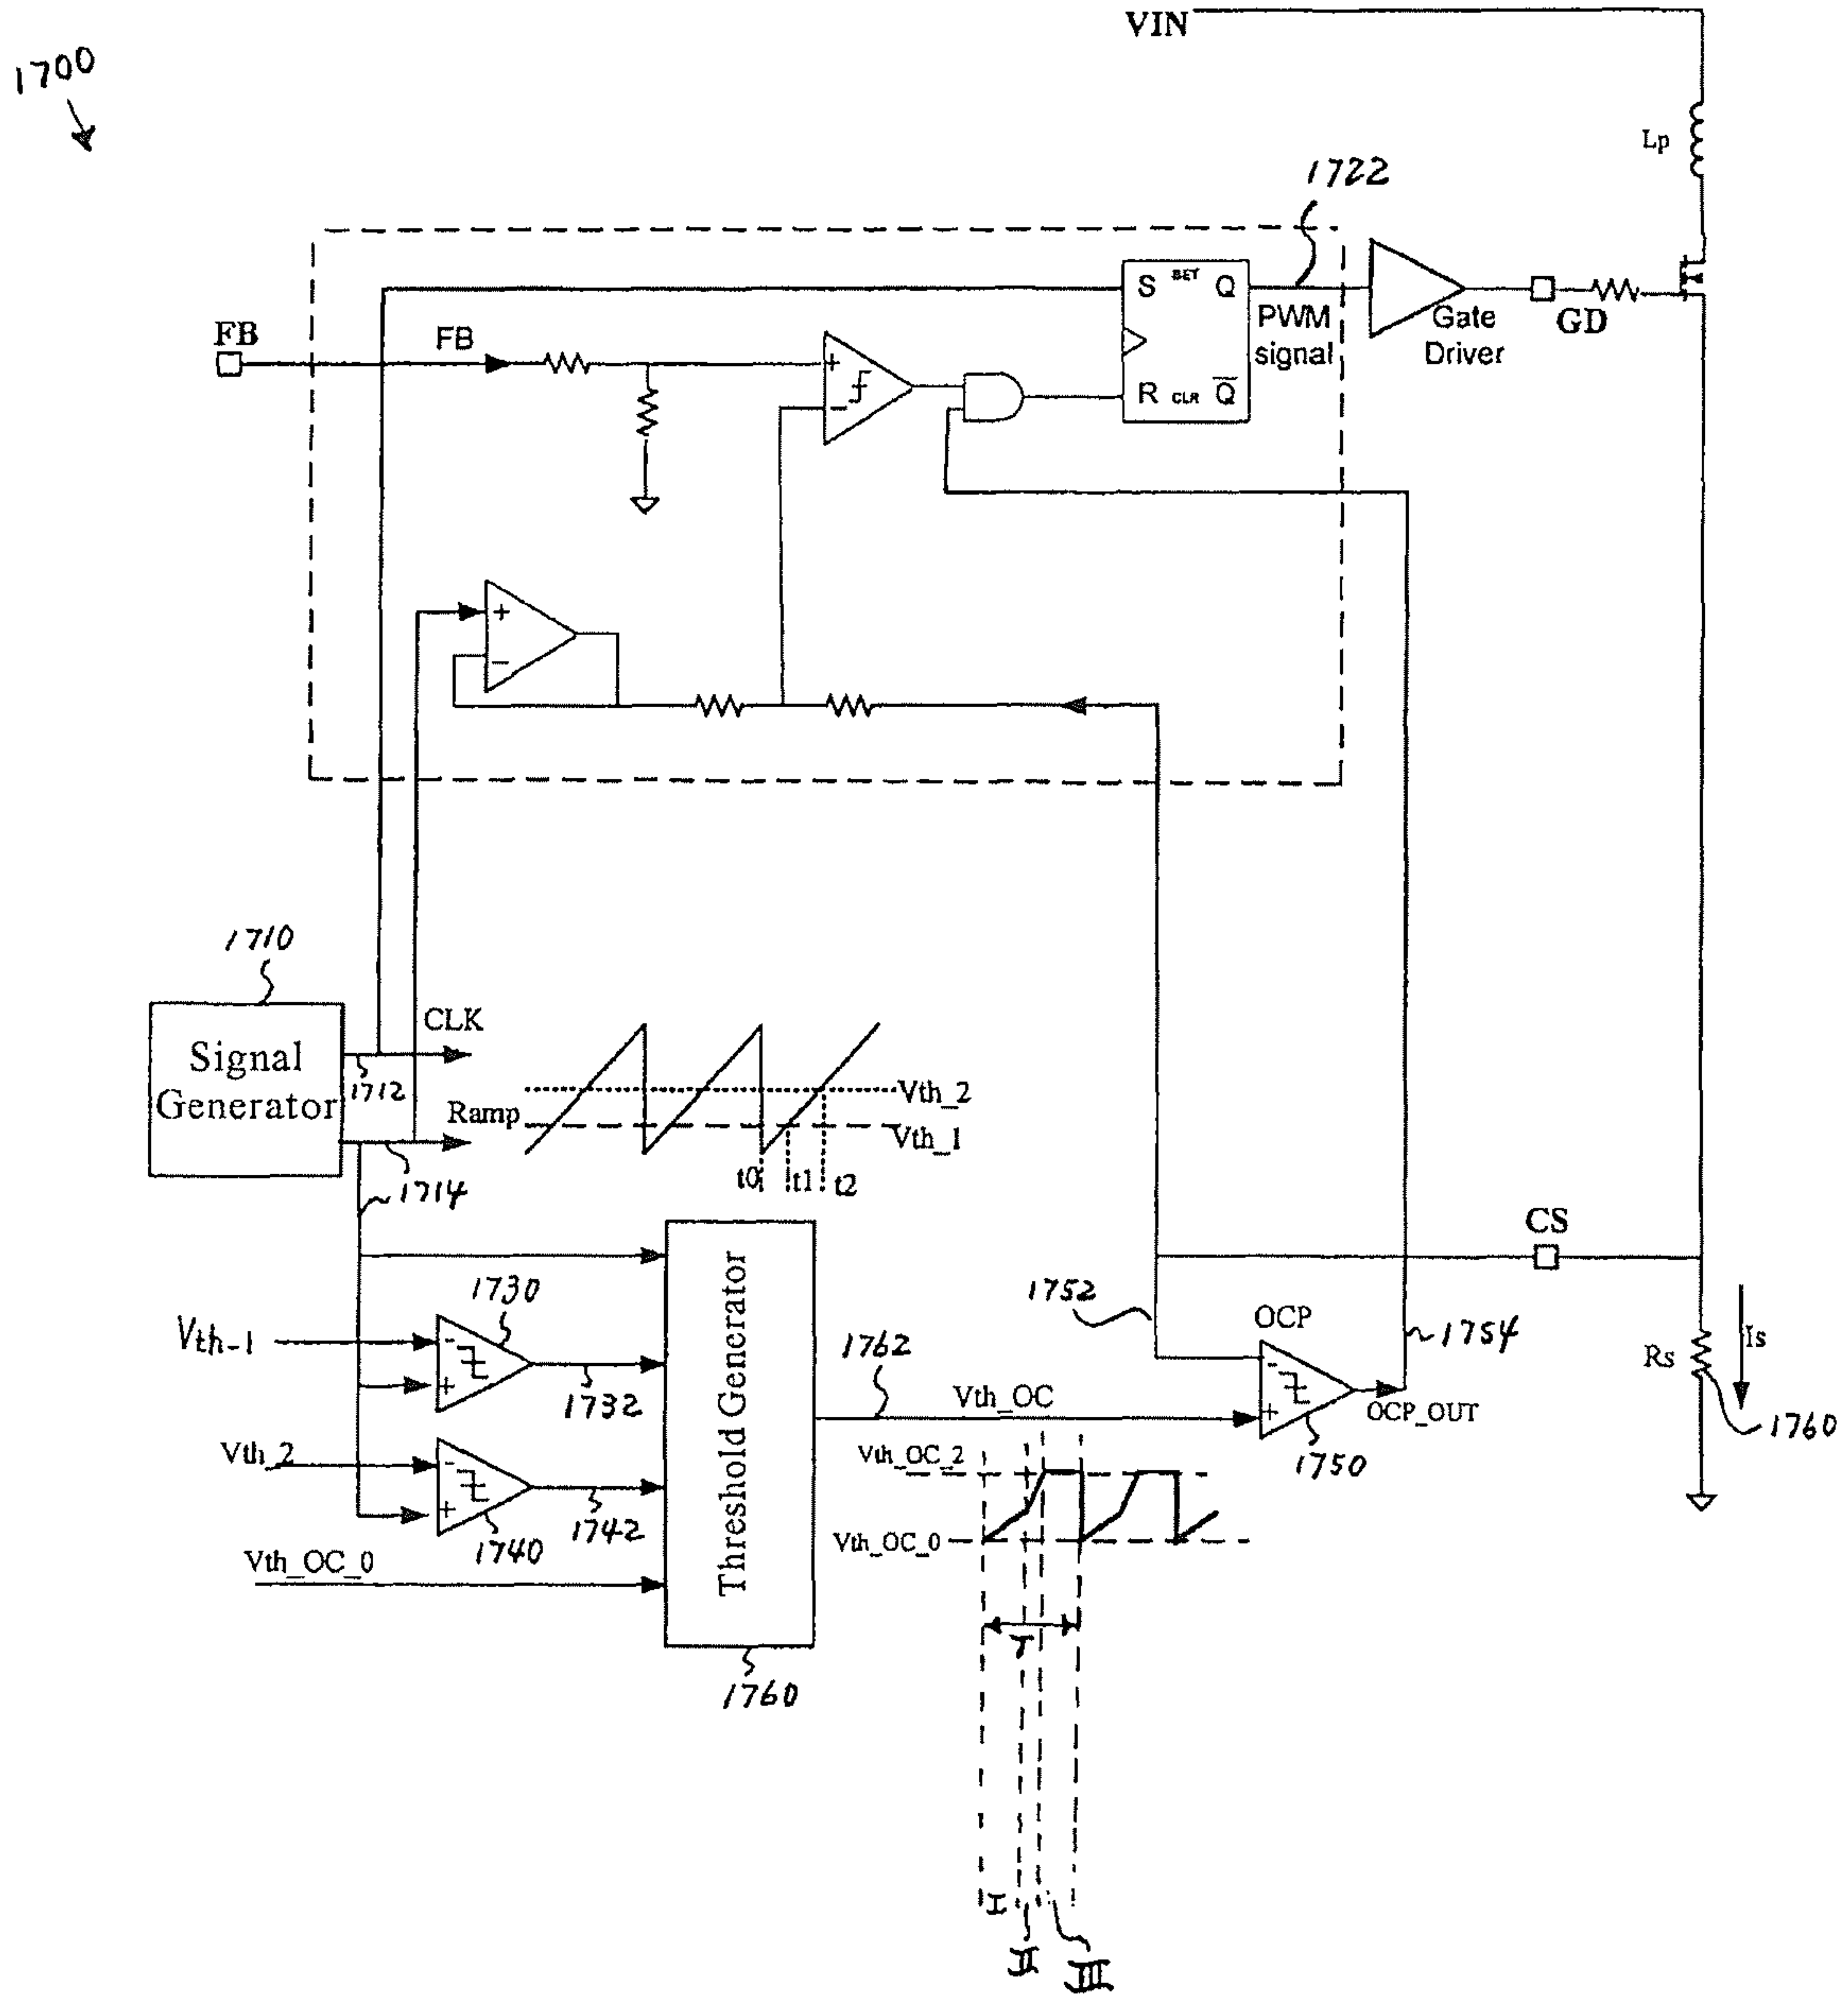 VIN
1700
Lp
1722
S SET Q
PWM
signal
R CLR Q
Gate
Driver
GD
FB
FB
+
-
+
-
1710
Signal
Generator
CLK
1712
Ramp
Vth_2
Vth_1
t0 t1 t2
1714
CS
1730
Vth-1
-
+
1732
Threshold Generator
1752
OCP
1754
Is
Rs
1762
Vth_OC
-
+
OCP_OUT
1760
1750
Vth_2
-
+
1742
1740
Vth_OC_2
Vth_OC_0
Vth_OC_0
T
1760
I
II
III